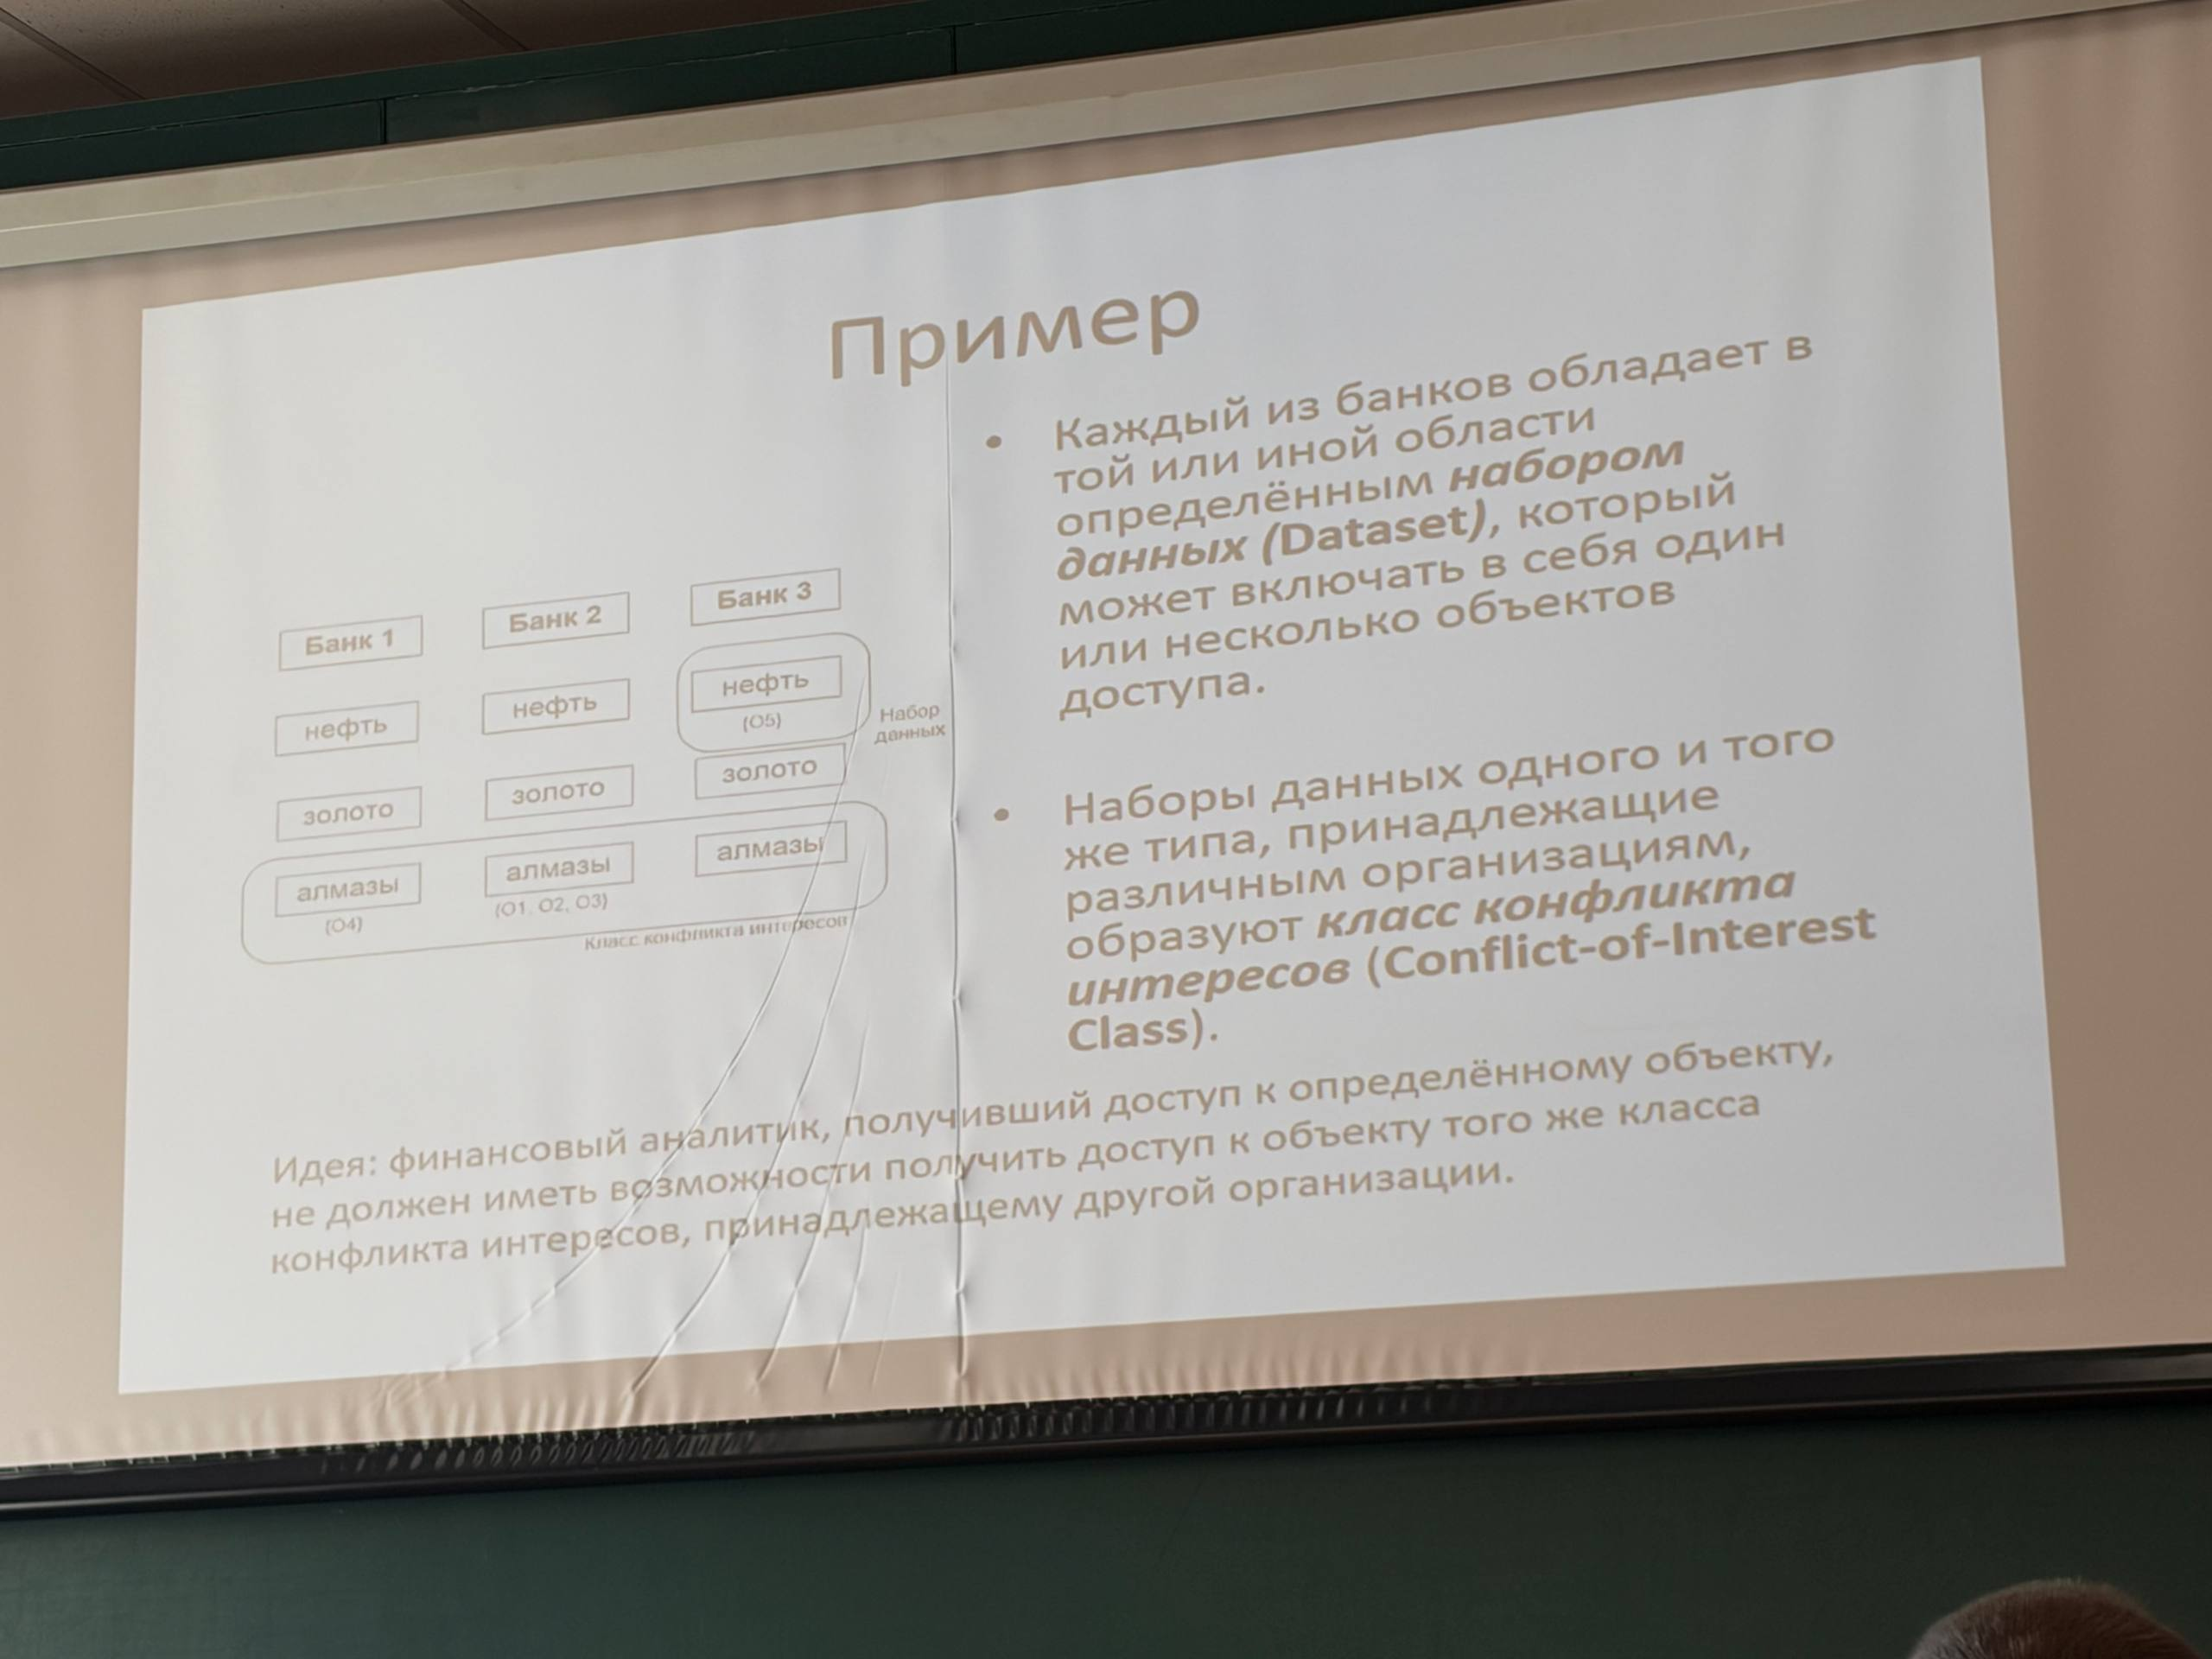 Пример
Банк 1
Банк 2
Банк 3
нефть
нефть
нефть
(O5)
Набор
данных
золото
золото
золото
алмазы
(O4)
алмазы
(O1, O2, O3)
алмазы
Класс конфликта интересов
• Каждый из банков обладает в
той или иной области
определённым набором
данных (Dataset), который
может включать в себя один
или несколько объектов
доступа.
• Наборы данных одного и того
же типа, принадлежащие
различным организациям,
образуют класс конфликта
интересов (Conflict-of-Interest
Class).
Идея: финансовый аналитик, получивший доступ к определённому объекту,
не должен иметь возможности получить доступ к объекту того же класса
конфликта интересов, принадлежащему другой организации.